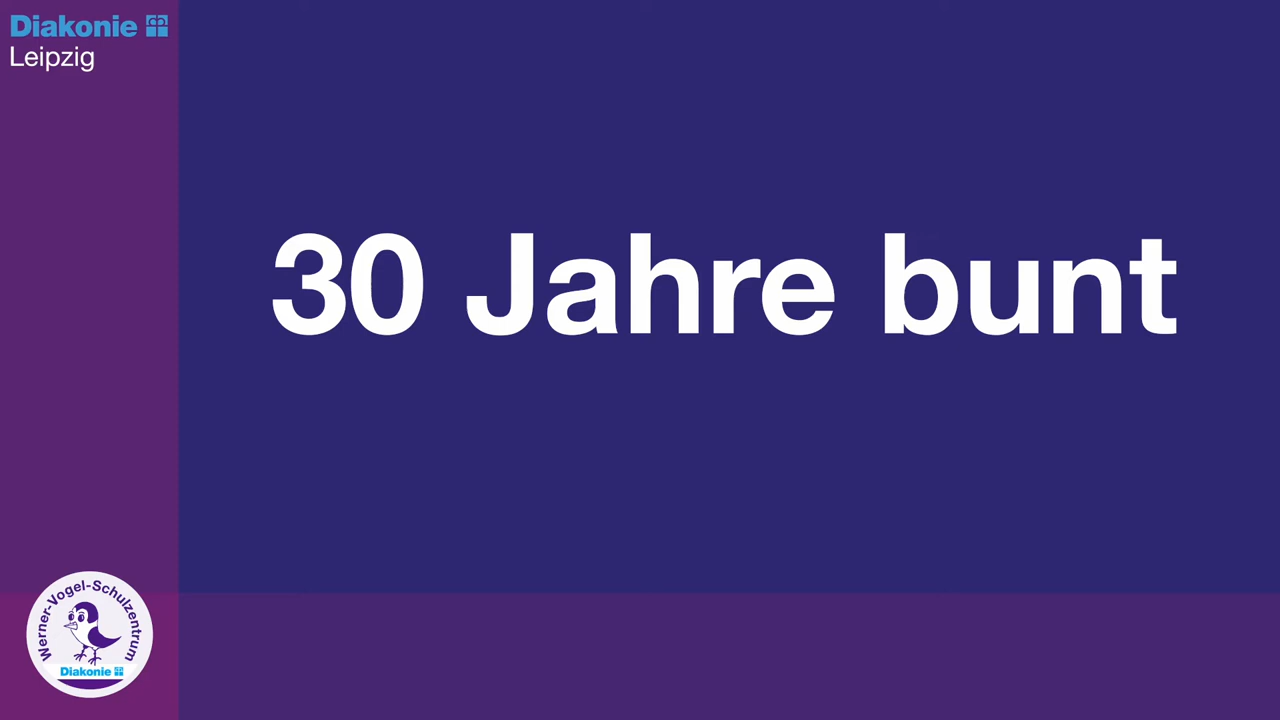 Diakonie
Leipzig
30 Jahre bunt
Werner-Vogel-Schulzentrum
Diakonie